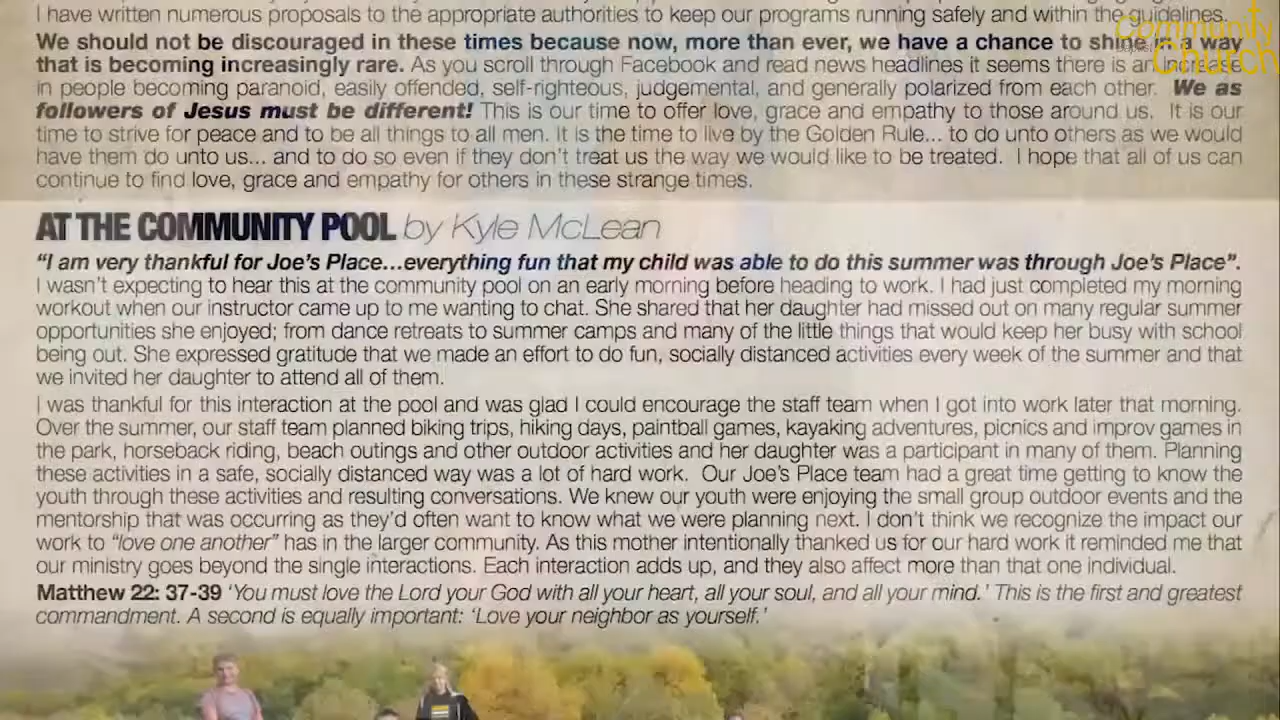 I have written numerous proposals to the appropriate authorities to keep our programs running safely and within the guidelines.
We should not be discouraged in these times because now, more than ever, we have a chance to shine in a way
that is becoming increasingly rare. As you scroll through Facebook and read news headlines it seems there is an increase
in people becoming paranoid, easily offended, self-righteous, judgemental, and generally polarized from each other. We as
followers of Jesus must be different! This is our time to offer love, grace and empathy to those around us. It is our
time to strive for peace and to be all things to all men. It is the time to live by the Golden Rule... to do unto others as we would
have them do unto us... and to do so even if they don't treat us the way we would like to be treated. I hope that all of us can
continue to find love, grace and empathy for others in these strange times.
Community
Church
AT THE COMMUNITY POOL by Kyle McLean
“I am very thankful for Joe's Place...everything fun that my child was able to do this summer was through Joe's Place”.
I wasn't expecting to hear this at the community pool on an early morning before heading to work. I had just completed my morning
workout when our instructor came up to me wanting to chat. She shared that her daughter had missed out on many regular summer
opportunities she enjoyed; from dance retreats to summer camps and many of the little things that would keep her busy with school
being out. She expressed gratitude that we made an effort to do fun, socially distanced activities every week of the summer and that
we invited her daughter to attend all of them.
I was thankful for this interaction at the pool and was glad I could encourage the staff team when I got into work later that morning.
Over the summer, our staff team planned biking trips, hiking days, paintball games, kayaking adventures, picnics and improv games in
the park, horseback riding, beach outings and other outdoor activities and her daughter was a participant in many of them. Planning
these activities in a safe, socially distanced way was a lot of hard work. Our Joe's Place team had a great time getting to know the
youth through these activities and resulting conversations. We knew our youth were enjoying the small group outdoor events and the
mentorship that was occurring as they'd often want to know what we were planning next. I don't think we recognize the impact our
work to “love one another” has in the larger community. As this mother intentionally thanked us for our hard work it reminded me that
our ministry goes beyond the single interactions. Each interaction adds up, and they also affect more than that one individual.
Matthew 22: 37-39 ‘You must love the Lord your God with all your heart, all your soul, and all your mind.’ This is the first and greatest
commandment. A second is equally important: ‘Love your neighbor as yourself.’